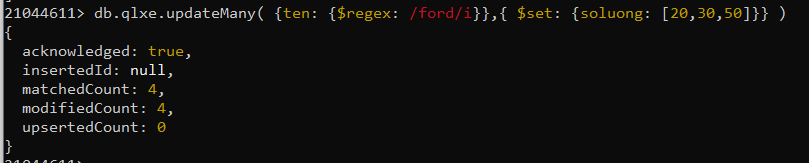 21044611> db.qlxe.updateMany( {ten: {$regex: /ford/i}},{ $set: {soluong: [20,30,50]}} )
{
  acknowledged: true,
  insertedId: null,
  matchedCount: 4,
  modifiedCount: 4,
  upsertedCount: 0
}
21044611>